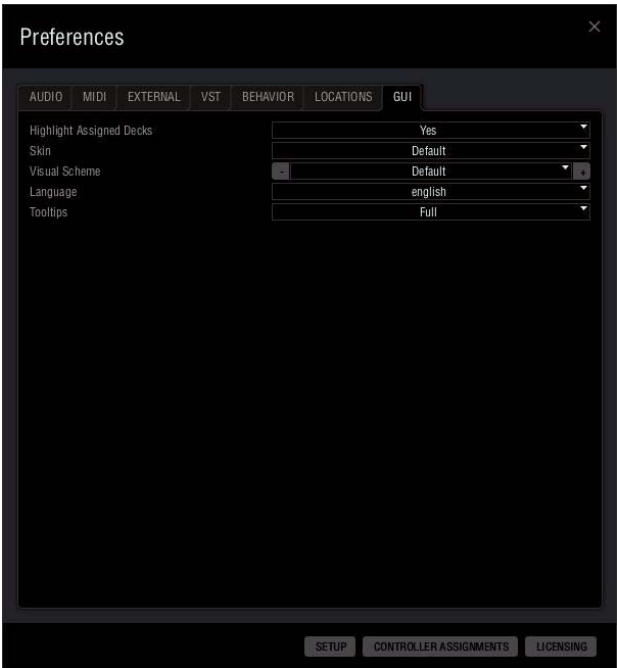 Preferences
AUDIO MIDI EXTERNAL VST BEHAVIOR LOCATIONS GUI
Highlight Assigned Decks Yes
Skin Default
Visual Scheme - Default +
Language english
Tooltips Full
SETUP CONTROLLER ASSIGNMENTS LICENSING